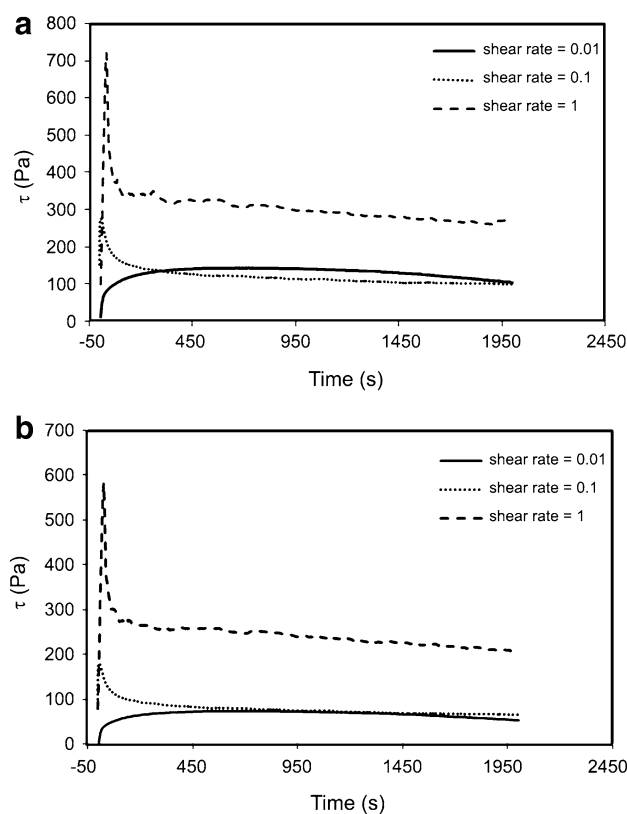 a
800
700
600
500
400
300
200
100
0
τ (Pa)
shear rate = 0.01
shear rate = 0.1
shear rate = 1
-50 450 950 1450 1950 2450
Time (s)
b
700
600
500
400
300
200
100
0
τ (Pa)
shear rate = 0.01
shear rate = 0.1
shear rate = 1
-50 450 950 1450 1950 2450
Time (s)